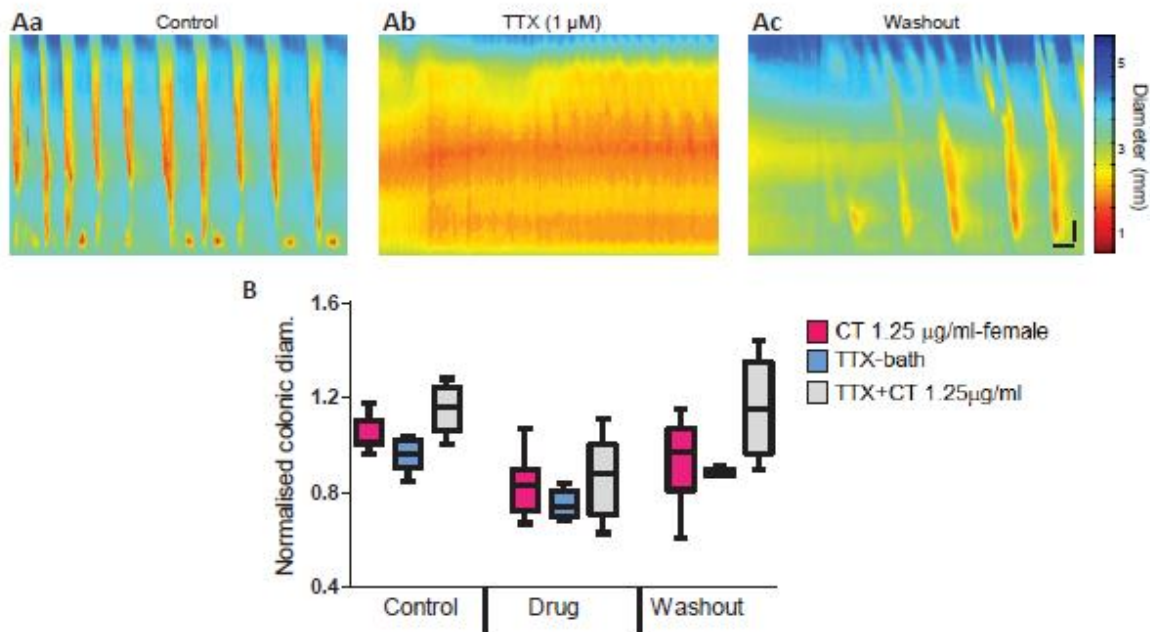 Aa Control
Ab TTX (1 µM)
Ac Washout
5
3
1
Diameter (mm)
B
1.6
1.2
0.8
0.4
Normalised colonic diam.
Control Drug Washout
CT 1.25 µg/ml-female
TTX-bath
TTX+CT 1.25µg/ml